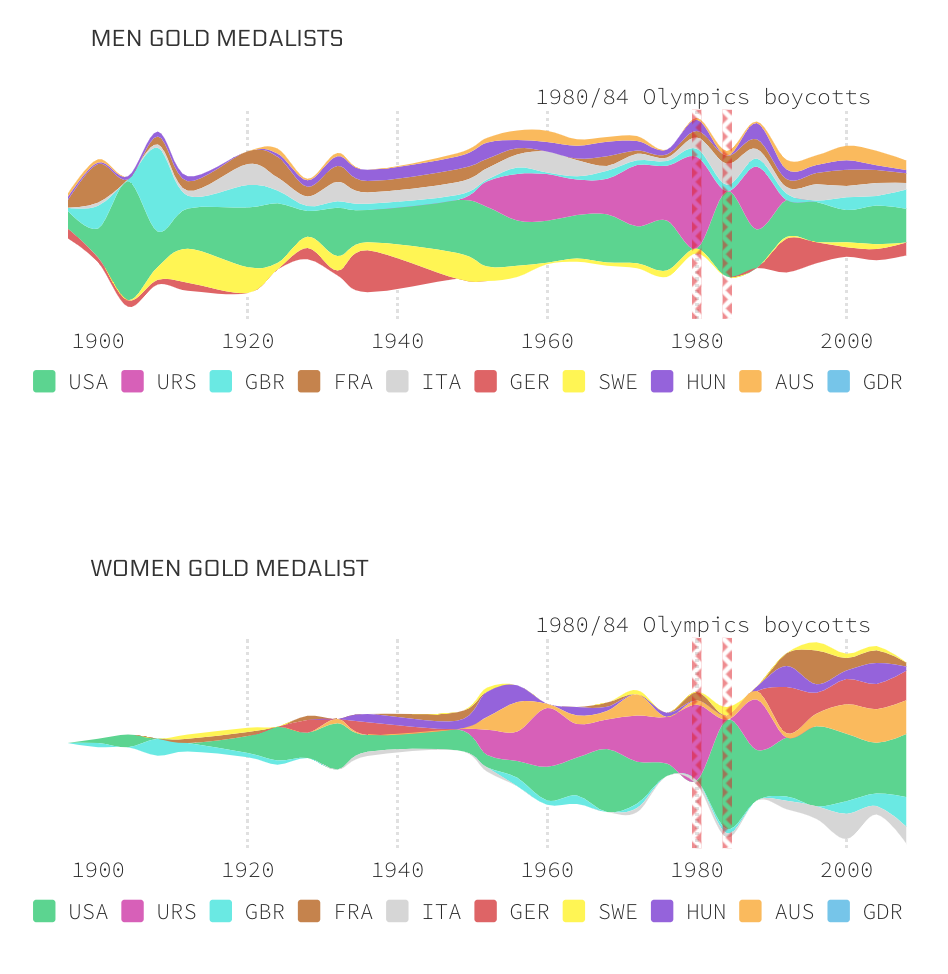 MEN GOLD MEDALISTS
1980/84 Olympics boycotts
1900 1920 1940 1960 1980 2000
USA URS GBR FRA ITA GER SWE HUN AUS GDR
WOMEN GOLD MEDALIST
1980/84 Olympics boycotts
1900 1920 1940 1960 1980 2000
USA URS GBR FRA ITA GER SWE HUN AUS GDR